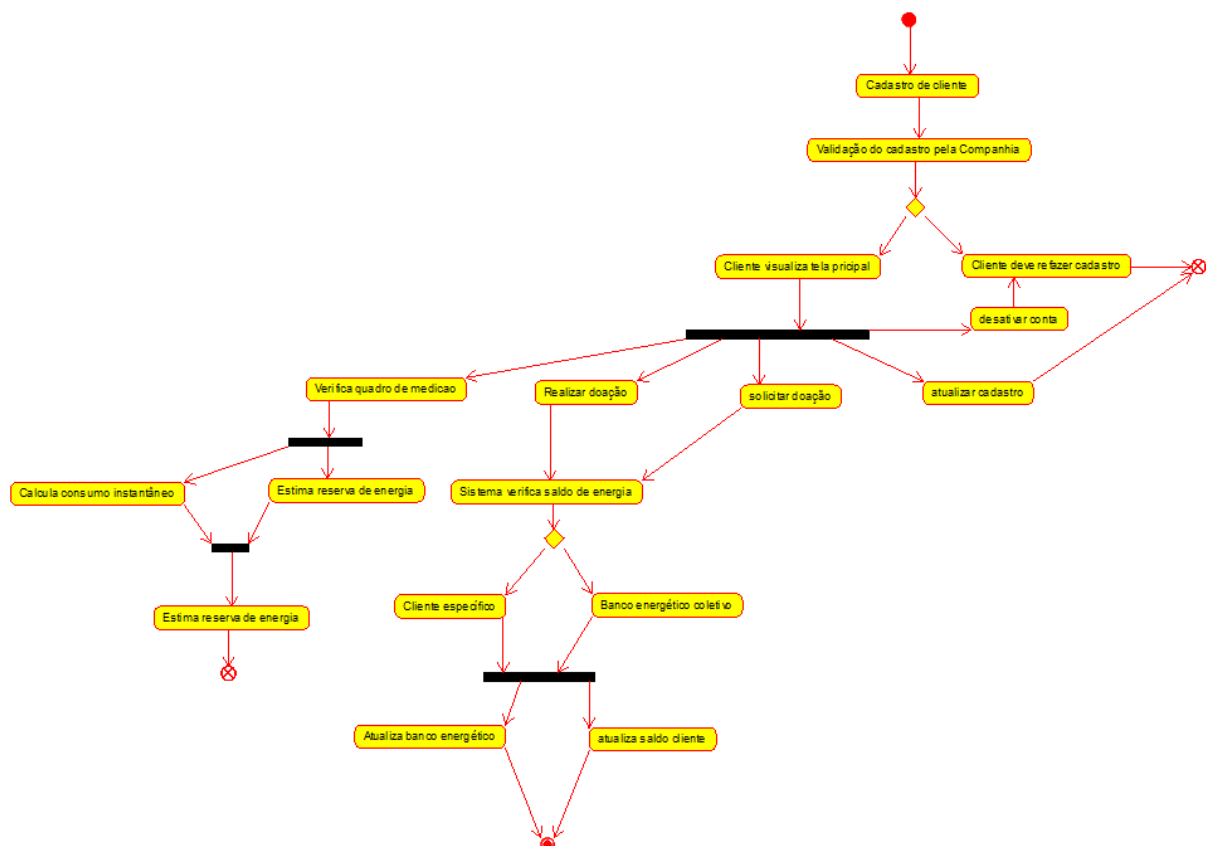 Cadastro de cliente
Validação do cadastro pela Companhia
Cliente visualiza tela pricipal
Cliente deve refazer cadastro
desativar conta
Verifica quadro de medicao
Realizar doação
solicitar doação
atualizar cadastro
Calcula consumo instantâneo
Estima reserva de energia
Sistema verifica saldo de energia
Estima reserva de energia
Cliente específico
Banco energético coletivo
Atualiza banco energético
atualiza saldo cliente